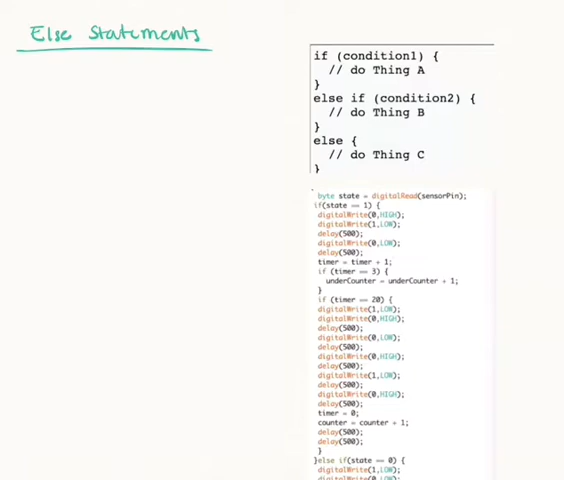 Else Statements
if (condition1) {
// do Thing A
}
else if (condition2) {
// do Thing B
}
else {
// do Thing C
}
byte state = digitalRead(sensorPin);
if(state == 1) {
digitalWrite(0,HIGH);
digitalWrite(1,LOW);
delay(500);
digitalWrite(0,LOW);
delay(500);
timer = timer + 1;
if (timer == 3) {
underCounter = underCounter + 1;
}
if (timer == 20) {
digitalWrite(1,LOW);
digitalWrite(0,HIGH);
delay(500);
digitalWrite(0,LOW);
delay(500);
digitalWrite(0,HIGH);
delay(500);
digitalWrite(1,LOW);
delay(500);
digitalWrite(0,HIGH);
delay(500);
timer = 0;
counter = counter + 1;
delay(500);
delay(500);
}
}else if(state == 0) {
digitalWrite(1,LOW);